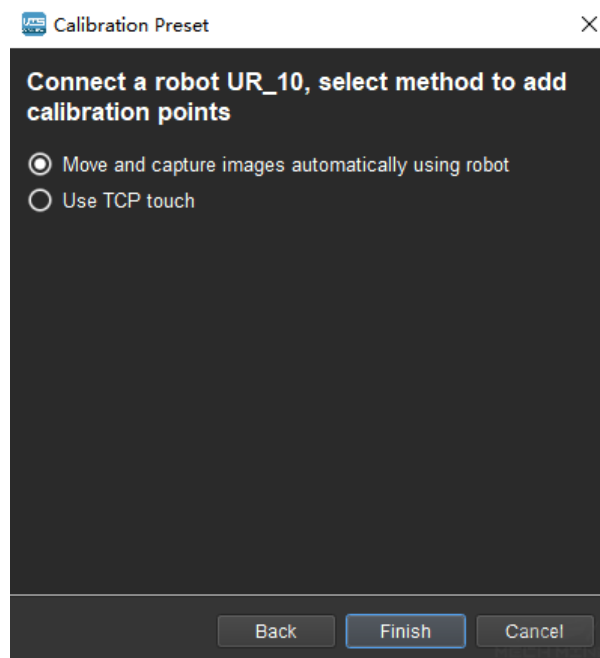 Calibration Preset
Connect a robot UR_10, select method to add
calibration points
Move and capture images automatically using robot
Use TCP touch
Back
Finish
Cancel